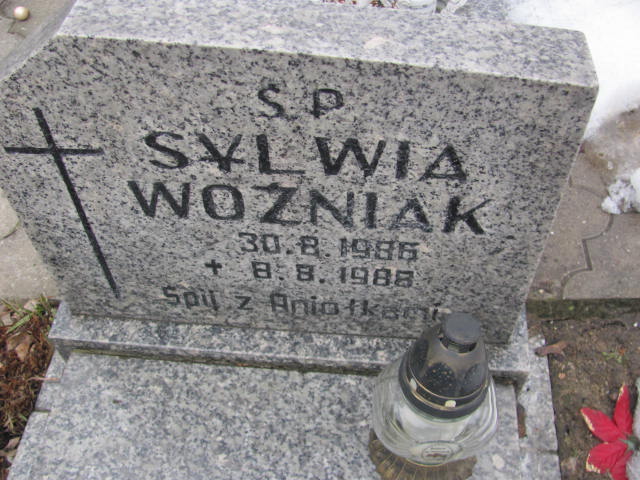 Ś P
SYLWIA
WOŹNIAK
30.8.1986
+ 8.8.1988
Śpij z Aniołkami